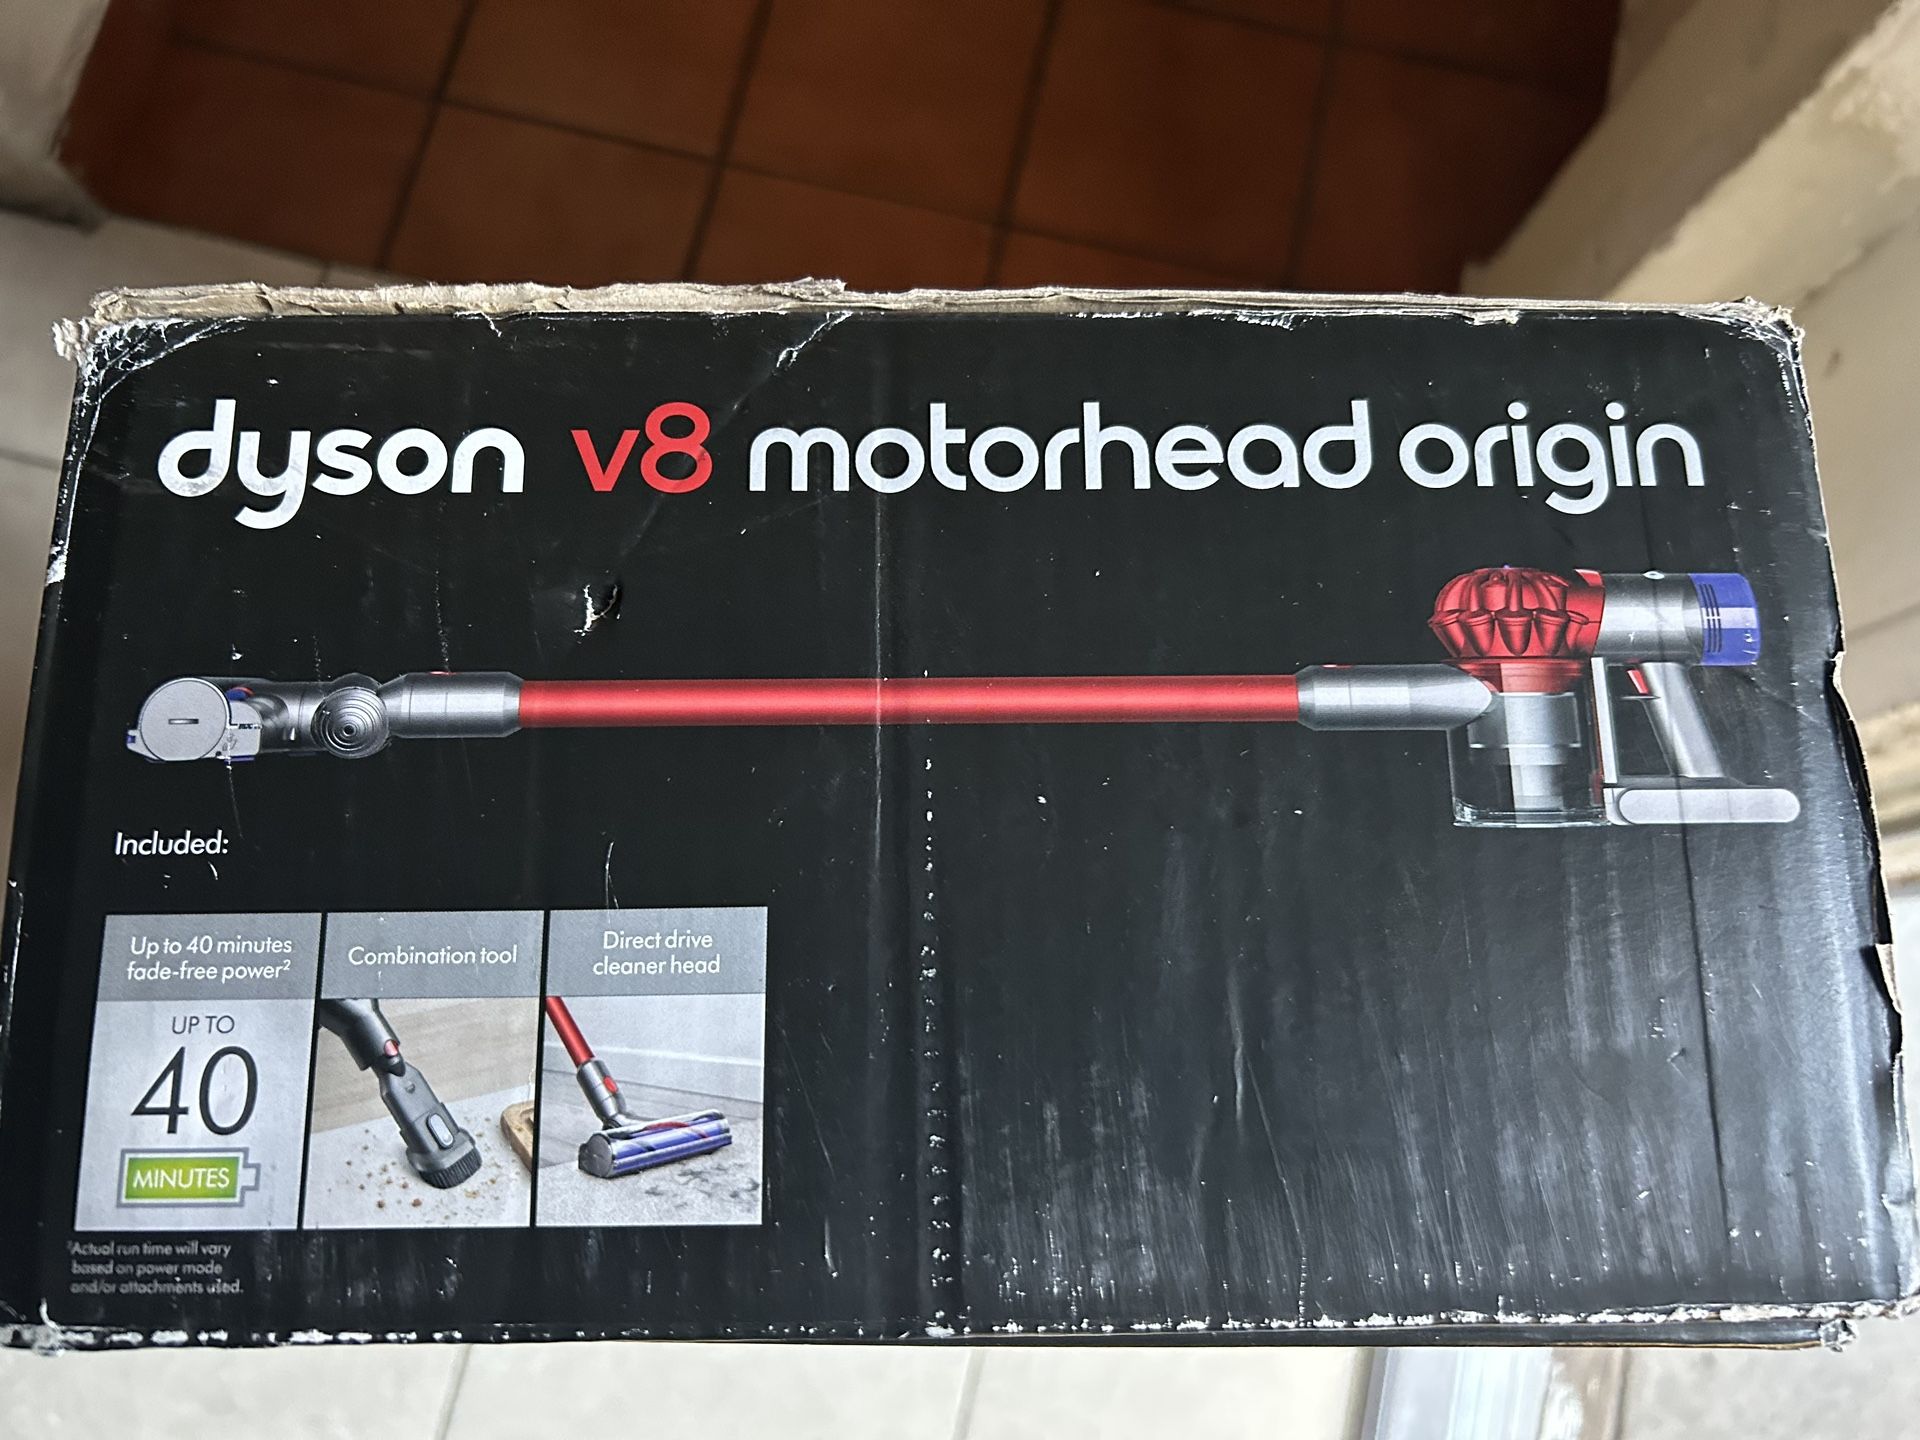 dyson v8 motorhead origin
Included:
Up to 40 minutes
fade-free power²
UP TO
40
MINUTES
Combination tool
Direct drive
cleaner head
²Actual run time will vary
based on power mode
and/or attachments used.